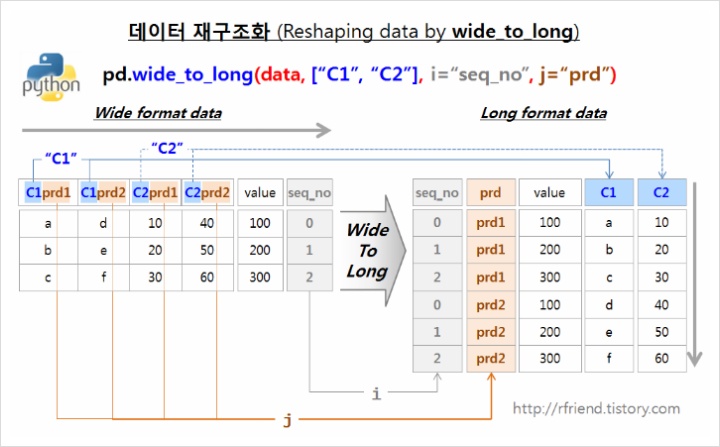 데이터 재구조화 (Reshaping data by wide_to_long)
python
pd.wide_to_long(data, [“C1”, “C2”], i=“seq_no”, j=“prd”)
Wide format data
Long format data
“C1”
“C2”
C1prd1 C1prd2 C2prd1 C2prd2 value seq_no
a d 10 40 100 0
b e 20 50 200 1
c f 30 60 300 2
Wide
To
Long
seq_no prd value C1 C2
0 prd1 100 a 10
1 prd1 200 b 20
2 prd1 300 c 30
0 prd2 100 d 40
1 prd2 200 e 50
2 prd2 300 f 60
i
j
http://rfriend.tistory.com